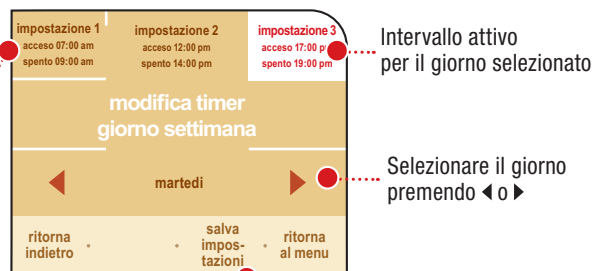 impostazione 1
acceso 07:00 am
spento 09:00 am
impostazione 2
acceso 12:00 pm
spento 14:00 pm
impostazione 3
acceso 17:00 pm
spento 19:00 pm
Intervallo attivo
per il giorno selezionato
modifica timer
giorno settimana
martedi
Selezionare il giorno
premendo ◀ o ▶
ritorna
indietro
salva
impos-
tazioni
ritorna
al menu